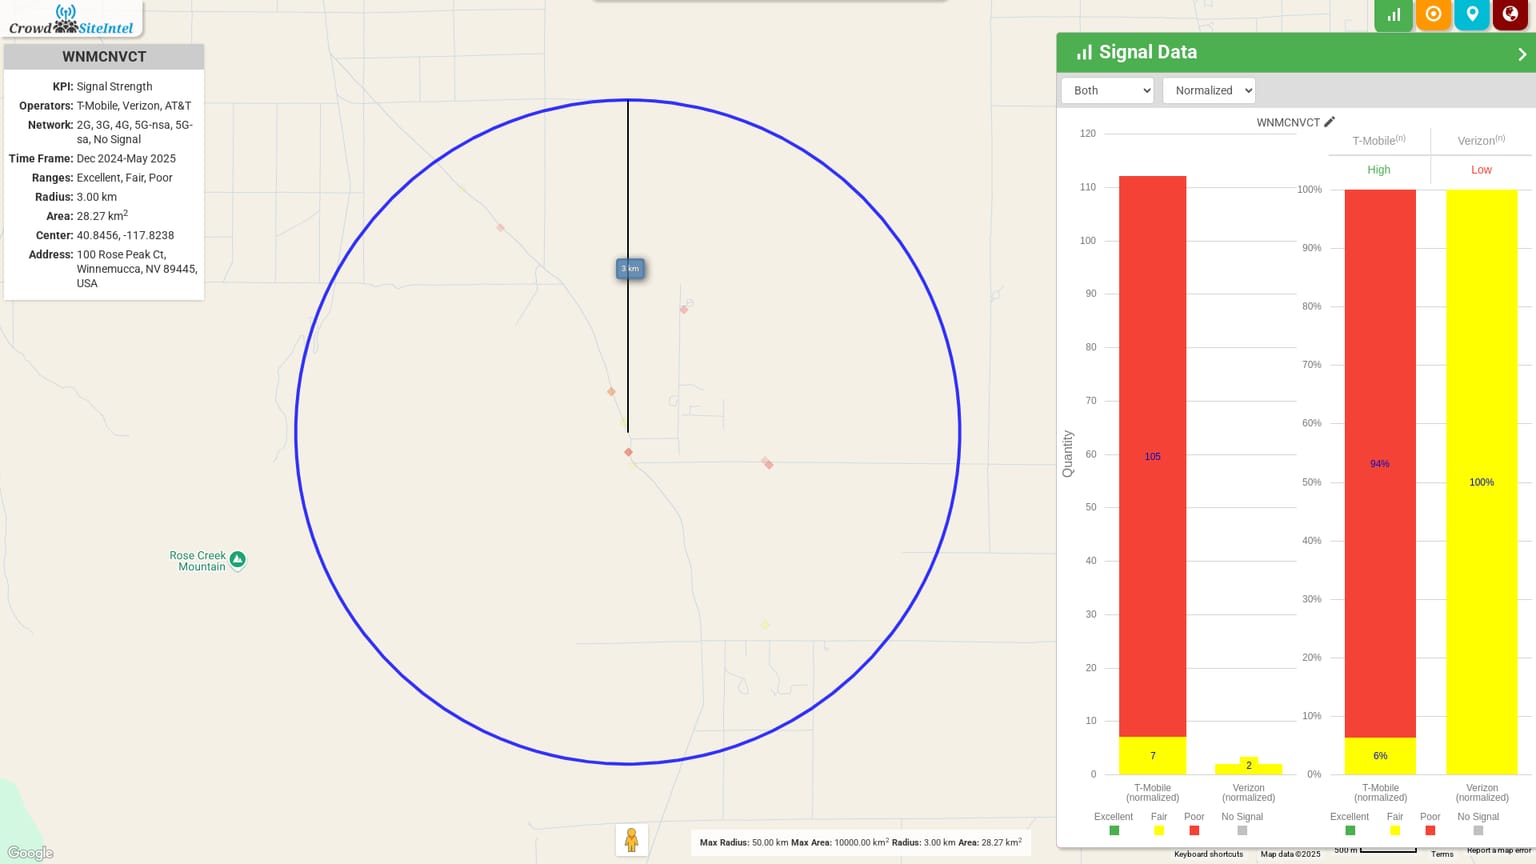 Crowd SiteIntel
WNMCNVCT
KPI: Signal Strength
Operators: T-Mobile, Verizon, AT&T
Network: 2G, 3G, 4G, 5G-nsa, 5G-
sa, No Signal
Time Frame: Dec 2024-May 2025
Ranges: Excellent, Fair, Poor
Radius: 3.00 km
Area: 28.27 km2
Center: 40.8456, -117.8238
Address: 100 Rose Peak Ct,
Winnemucca, NV 89445,
USA
3 km
Rose Creek
Mountain
Google
Max Radius: 50.00 km Max Area: 10000.00 km2 Radius: 3.00 km Area: 28.27 km2
Signal Data
Both
Normalized
WNMCNVCT
T-Mobile(n)
Verizon(n)
High
Low
Quantity
120
110
100
90
80
70
60
50
40
30
20
10
0
105
7
2
T-Mobile
(normalized)
Verizon
(normalized)
Excellent
Fair
Poor
No Signal
100%
90%
80%
70%
60%
50%
40%
30%
20%
10%
0%
94%
6%
100%
T-Mobile
(normalized)
Verizon
(normalized)
Excellent
Fair
Poor
No Signal
Keyboard shortcuts
Map data ©2025
500 m
Terms
Report a map error